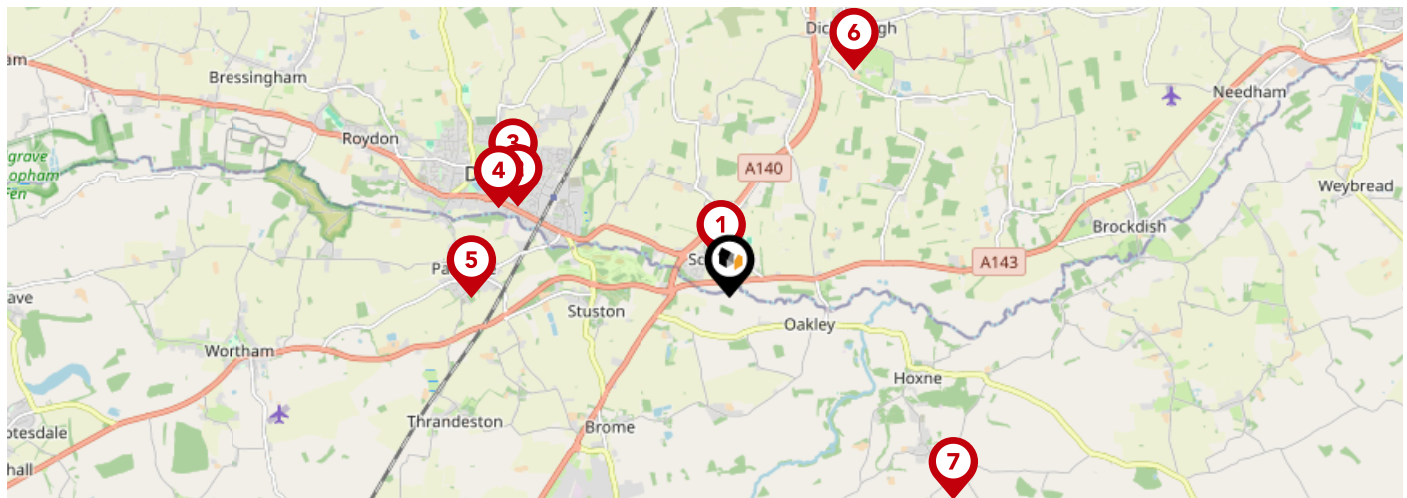 6
am
Bressingham
Needham
Roydon
3
A140
4
grave
opham
Fen
Weybread
1
Brockdish
5
A143
ave
Stuston
Oakley
Wortham
Hoxne
Thrandeston
Brome
otesdale
hall
7